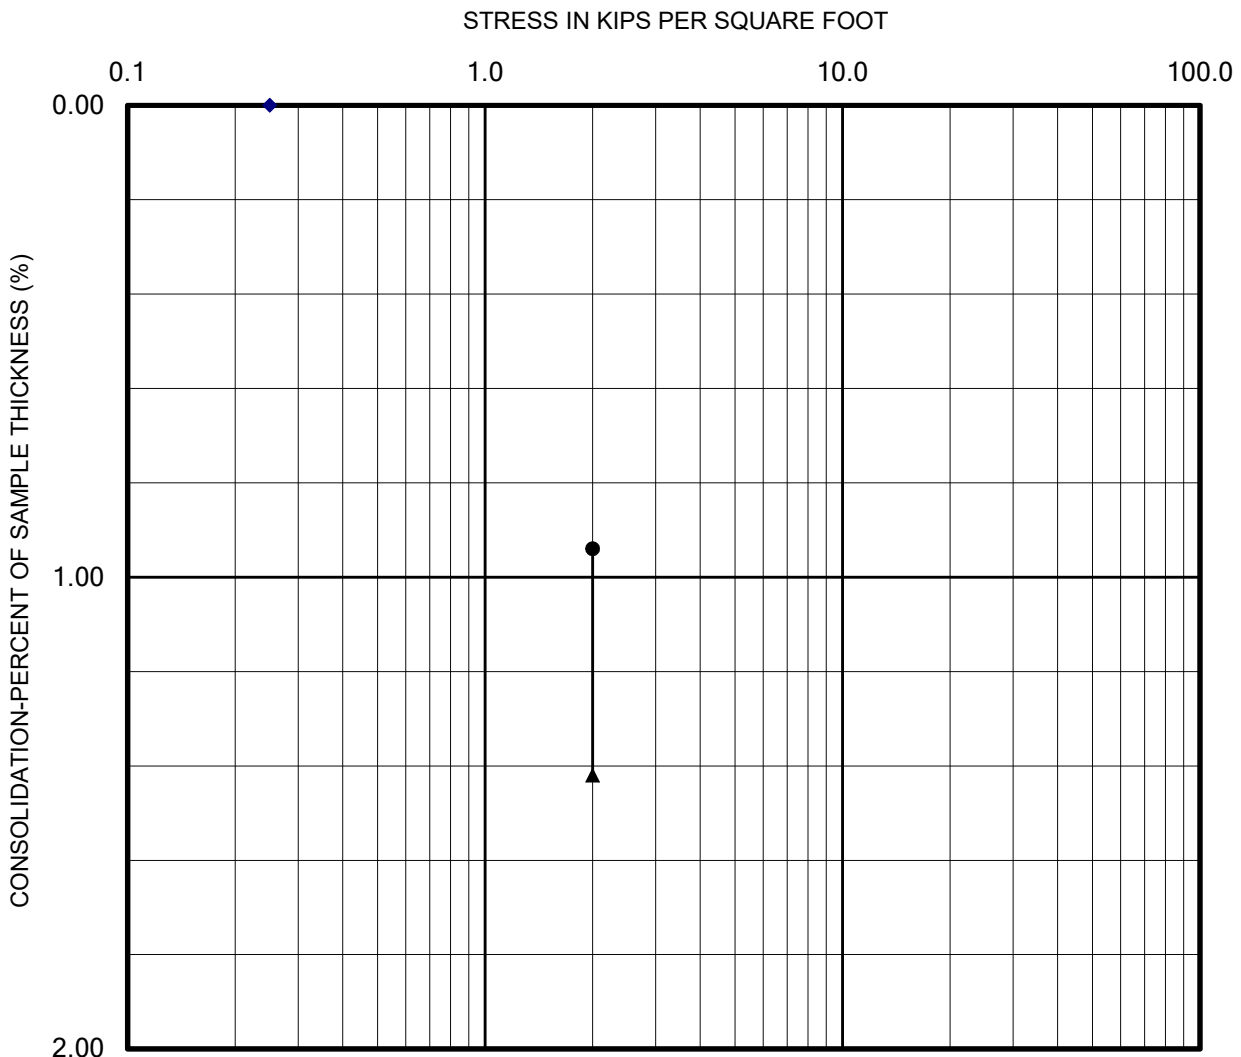 STRESS IN KIPS PER SQUARE FOOT
0.1 1.0 10.0 100.0
0.00
CONSOLIDATION-PERCENT OF SAMPLE THICKNESS (%)
1.00
2.00